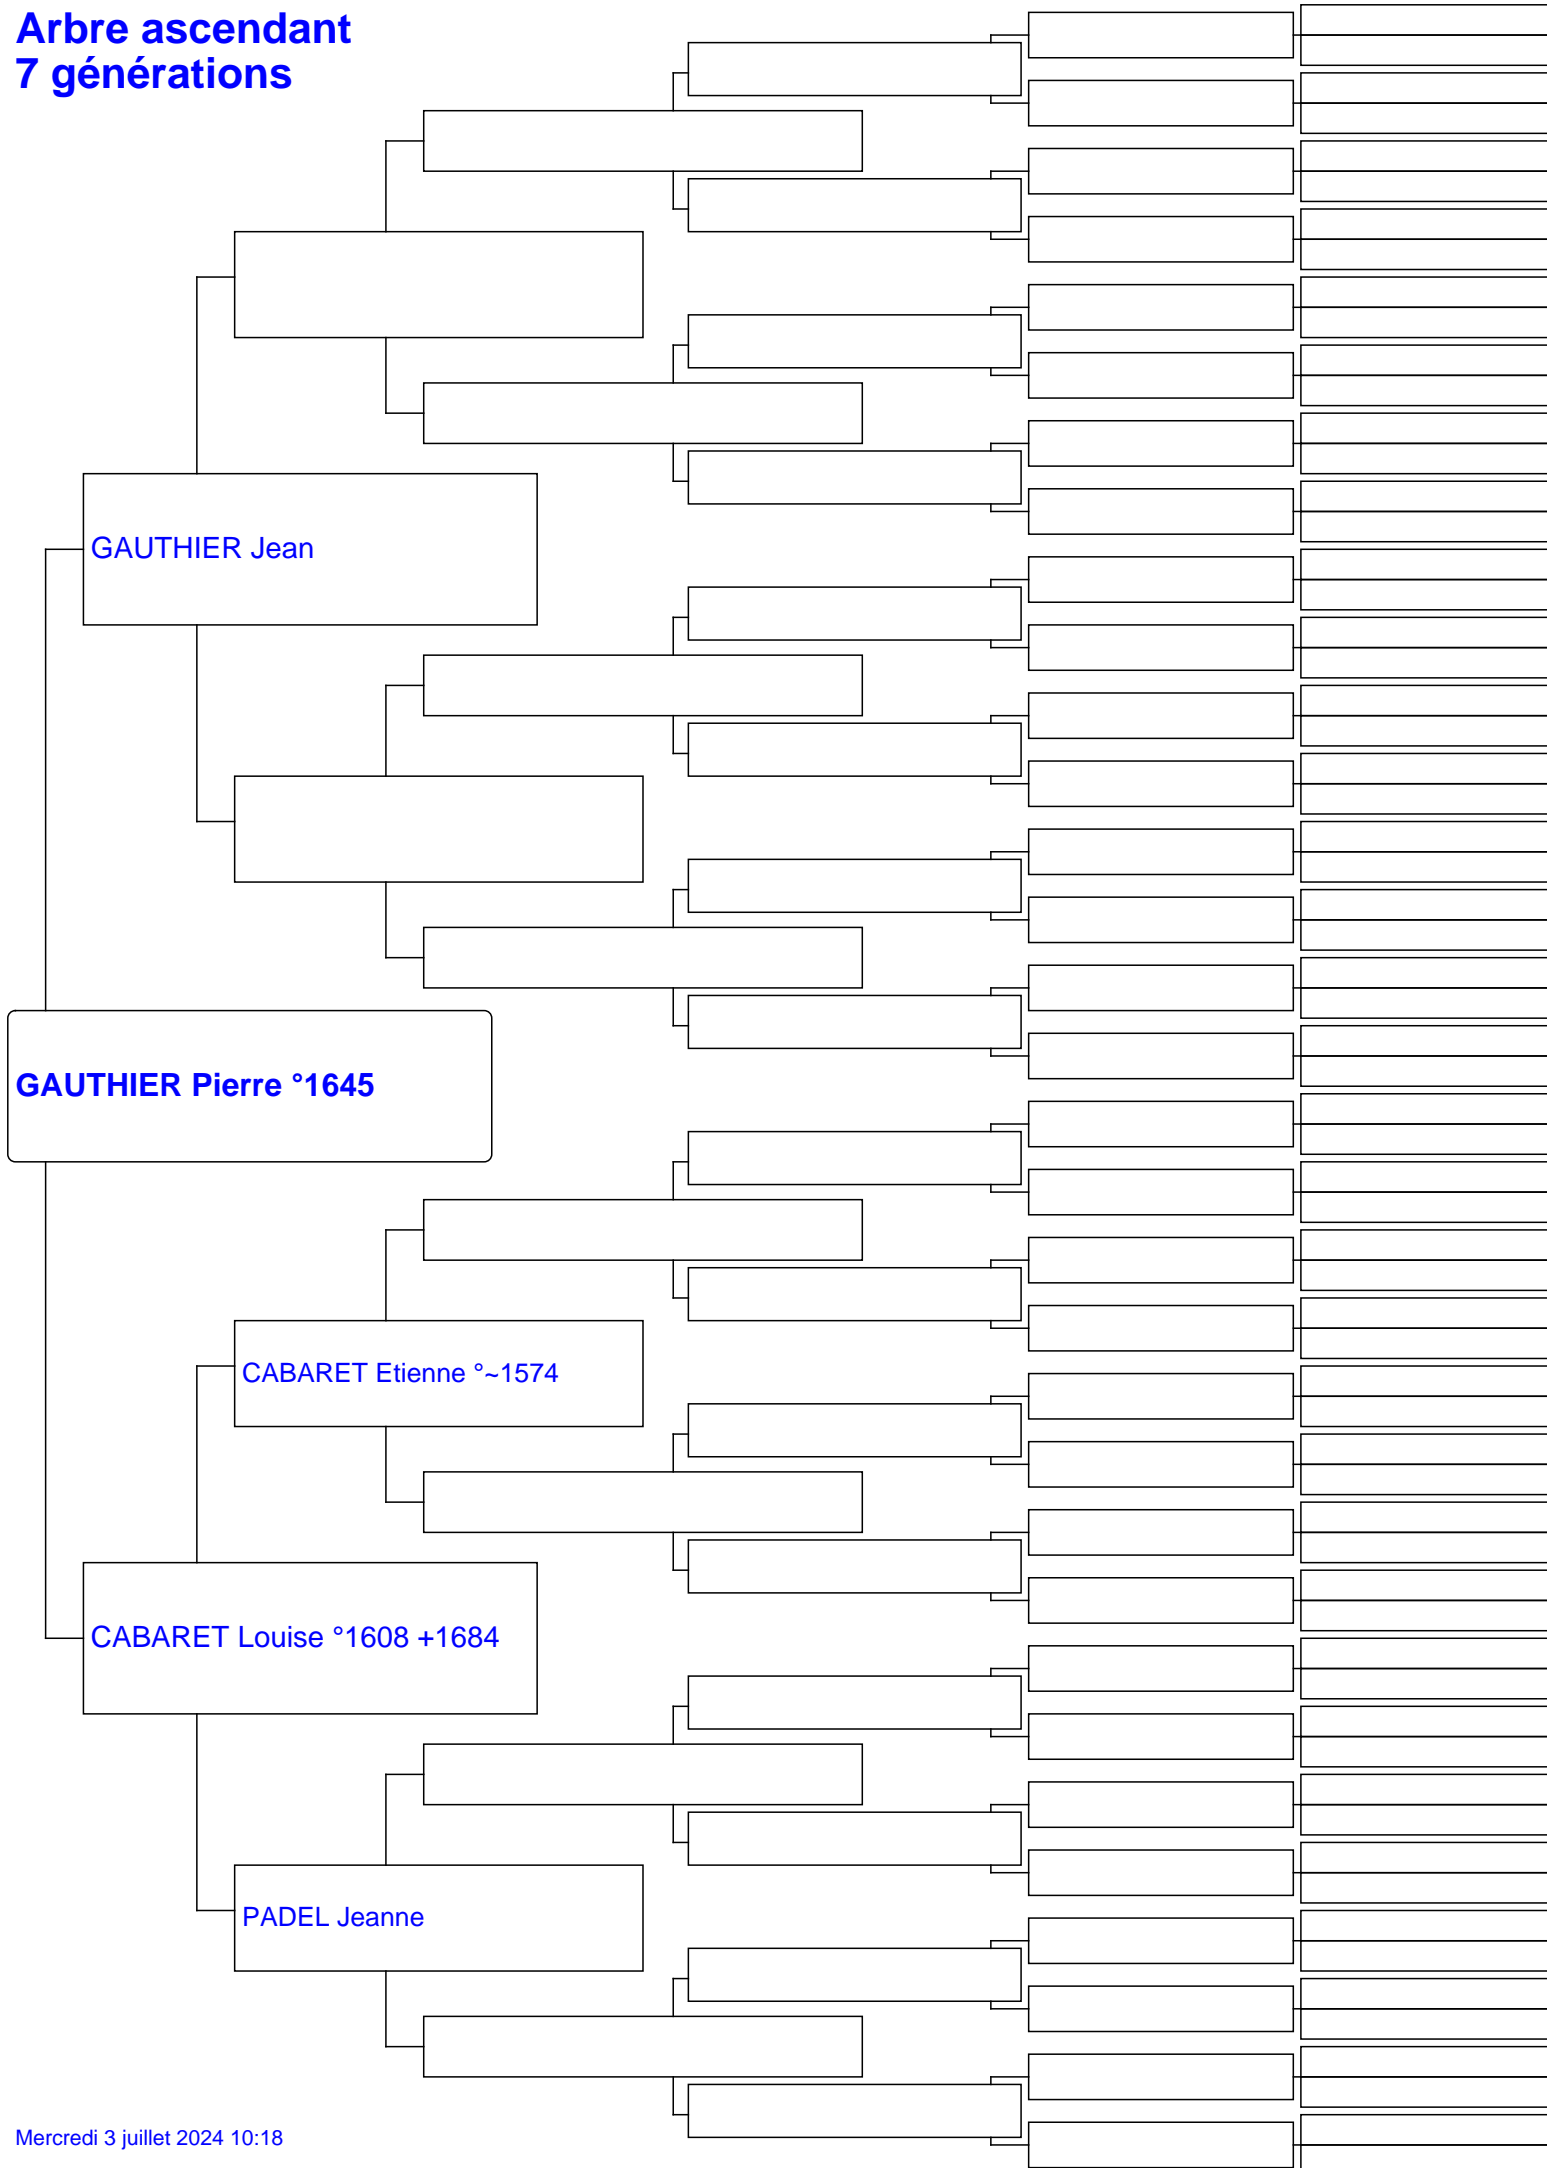 Arbre ascendant
7 générations
GAUTHIER Jean
GAUTHIER Pierre °1645
CABARET Etienne °~1574
CABARET Louise °1608 +1684
PADEL Jeanne
Mercredi 3 juillet 2024 10:18